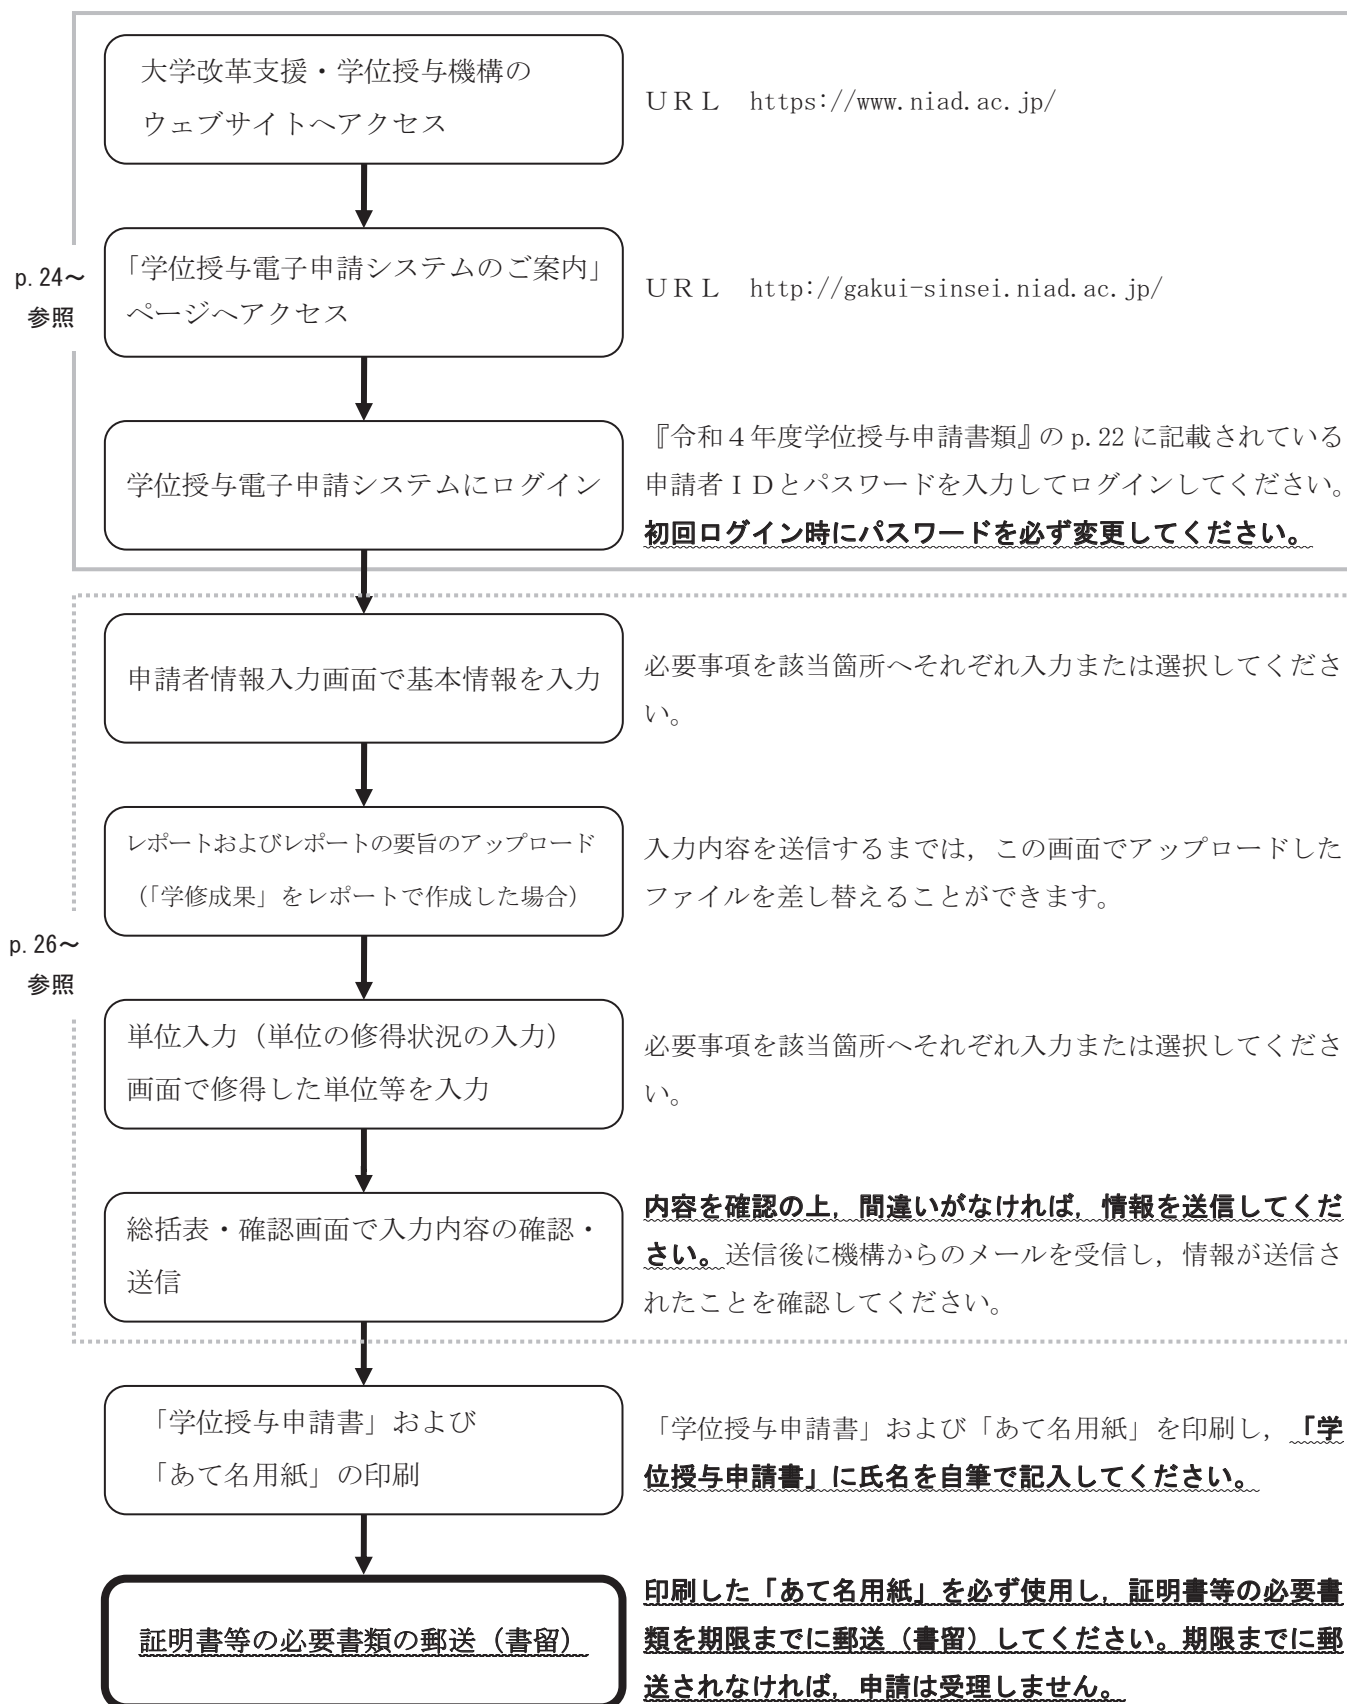 大学改革支援・学位授与機構の
ウェブサイトへアクセス
ＵＲＬ　https://www.niad.ac.jp/
p.24～
参照
「学位授与電子申請システムのご案内」
ページへアクセス
ＵＲＬ　http://gakui-sinsei.niad.ac.jp/
学位授与電子申請システムにログイン
『令和４年度学位授与申請書類』の p.22 に記載されている
申請者ＩＤとパスワードを入力してログインしてください。
初回ログイン時にパスワードを必ず変更してください。
申請者情報入力画面で基本情報を入力
必要事項を該当箇所へそれぞれ入力または選択してくださ
い。
レポートおよびレポートの要旨のアップロード
（「学修成果」をレポートで作成した場合）
入力内容を送信するまでは，この画面でアップロードした
ファイルを差し替えることができます。
p.26～
参照
単位入力（単位の修得状況の入力）
画面で修得した単位等を入力
必要事項を該当箇所へそれぞれ入力または選択してくださ
い。
総括表・確認画面で入力内容の確認・
送信
内容を確認の上，間違いがなければ，情報を送信してくだ
さい。送信後に機構からのメールを受信し，情報が送信さ
れたことを確認してください。
「学位授与申請書」および
「あて名用紙」の印刷
「学位授与申請書」および「あて名用紙」を印刷し，「学
位授与申請書」に氏名を自筆で記入してください。
証明書等の必要書類の郵送（書留）
印刷した「あて名用紙」を必ず使用し，証明書等の必要書
類を期限までに郵送（書留）してください。期限までに郵
送されなければ，申請は受理しません。